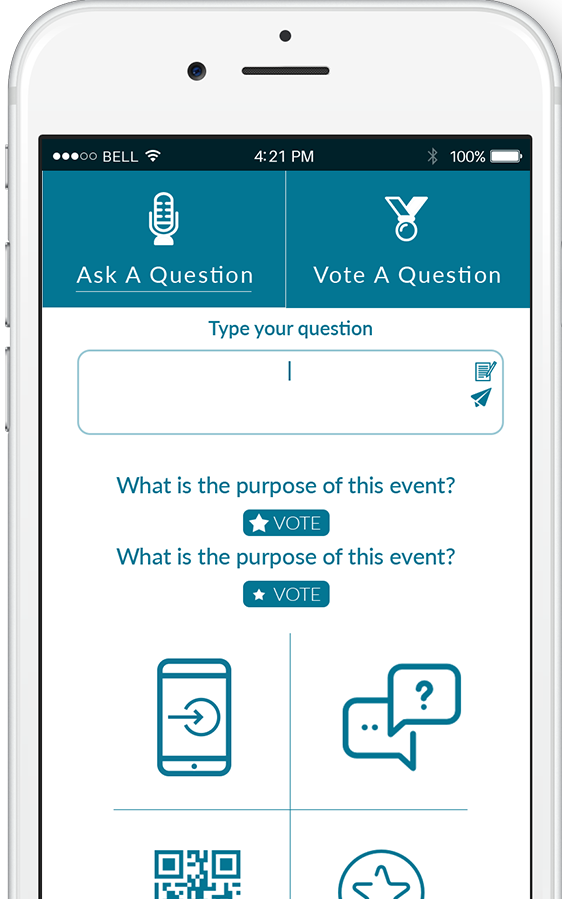 BELL 4:21 PM 100%
Ask A Question Vote A Question
Type your question
What is the purpose of this event?
VOTE
What is the purpose of this event?
VOTE
?